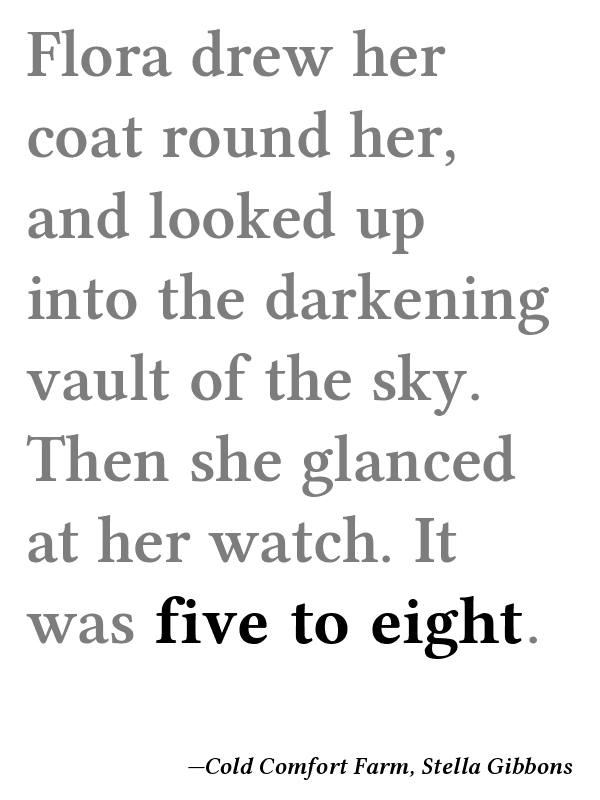 Flora drew her
coat round her,
and looked up
into the darkening
vault of the sky.
Then she glanced
at her watch. It
was five to eight.
—Cold Comfort Farm, Stella Gibbons